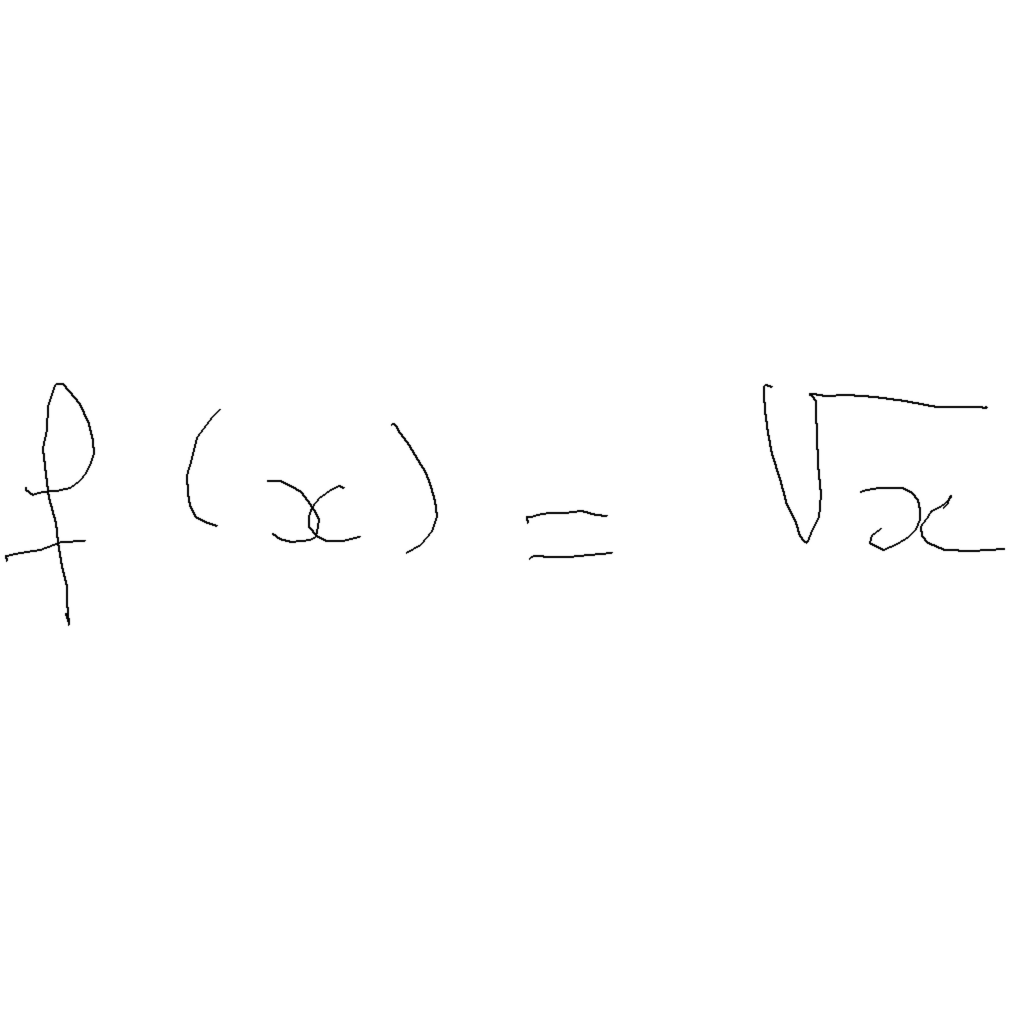 f(x) = √x